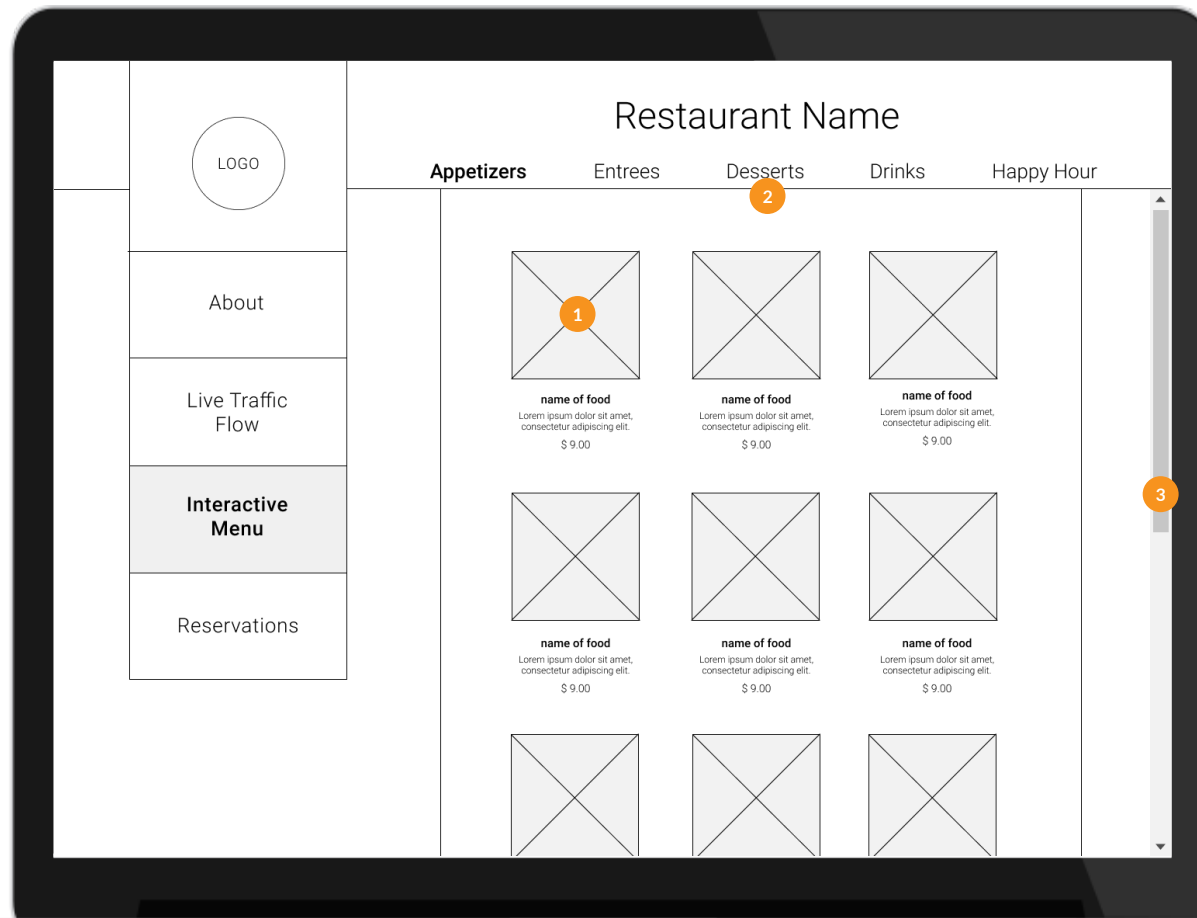 Restaurant Name
LOGO
Appetizers Entrees Desserts Drinks Happy Hour
2
About
Live Traffic
Flow
Interactive
Menu
Reservations
1
name of food name of food name of food
Lorem ipsum dolor sit amet, Lorem ipsum dolor sit amet, Lorem ipsum dolor sit amet,
consectetur adipiscing elit. consectetur adipiscing elit. consectetur adipiscing elit.
$ 9.00 $ 9.00 $ 9.00
3
name of food name of food name of food
Lorem ipsum dolor sit amet, Lorem ipsum dolor sit amet, Lorem ipsum dolor sit amet,
consectetur adipiscing elit. consectetur adipiscing elit. consectetur adipiscing elit.
$ 9.00 $ 9.00 $ 9.00